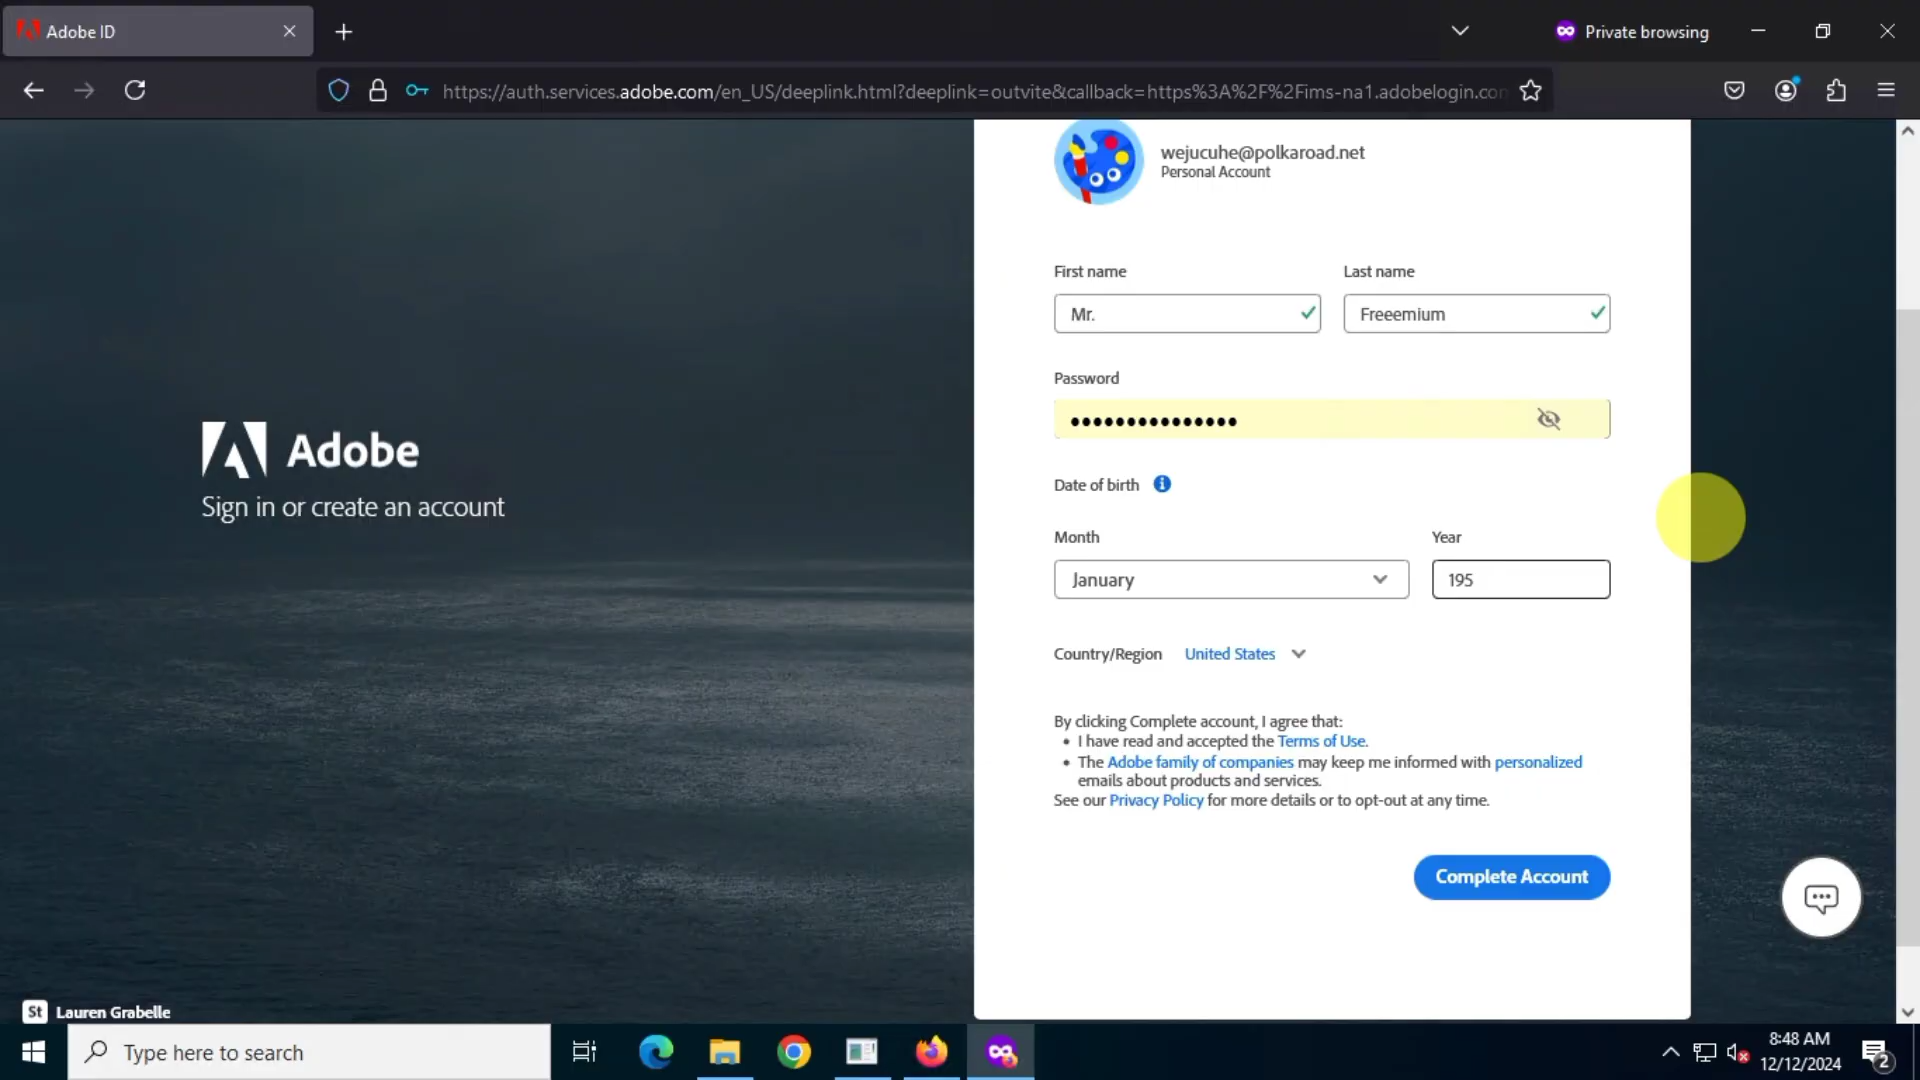 Adobe ID
Private browsing
https://auth.services.adobe.com/en_US/deeplink.html?deeplink=outvite&callback=https%3A%2F%2Fims-na1.adobelogin.con
wejucuhe@polkaroad.net
Personal Account
First name
Last name
Mr.
Freeemium
Password
•••••••••••••••
Adobe
Sign in or create an account
Date of birth
Month
Year
January
195
Country/Region United States
By clicking Complete account, I agree that:
• I have read and accepted the Terms of Use.
• The Adobe family of companies may keep me informed with personalized
emails about products and services.
See our Privacy Policy for more details or to opt-out at any time.
Complete Account
St Lauren Grabelle
Type here to search
8:48 AM
12/12/2024
2